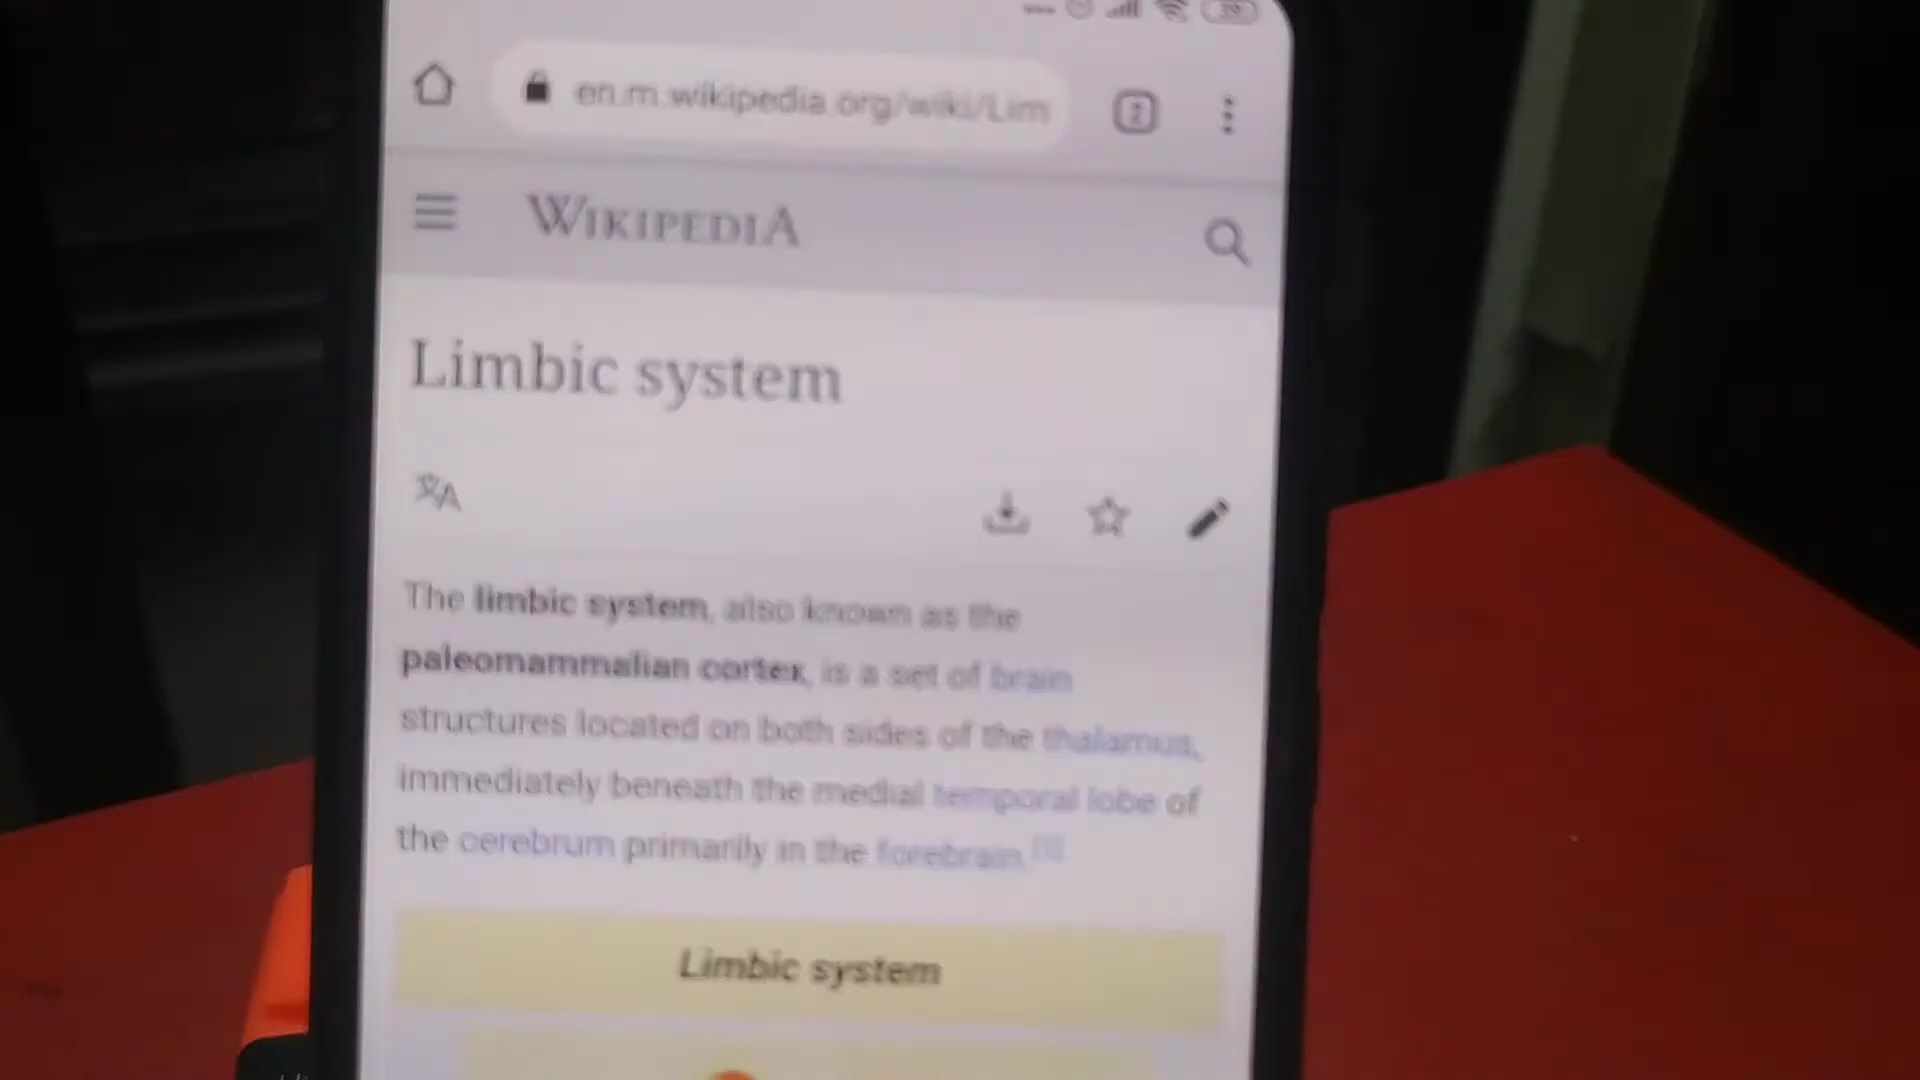 en.m.wikipedia.org/wiki/Lim
2
WIKIPEDIA
Limbic system
The limbic system, also known as the
paleomammalian cortex, is a set of brain
structures located on both sides of the thalamus,
immediately beneath the medial temporal lobe of
the cerebrum primarily in the forebrain.[1]
Limbic system